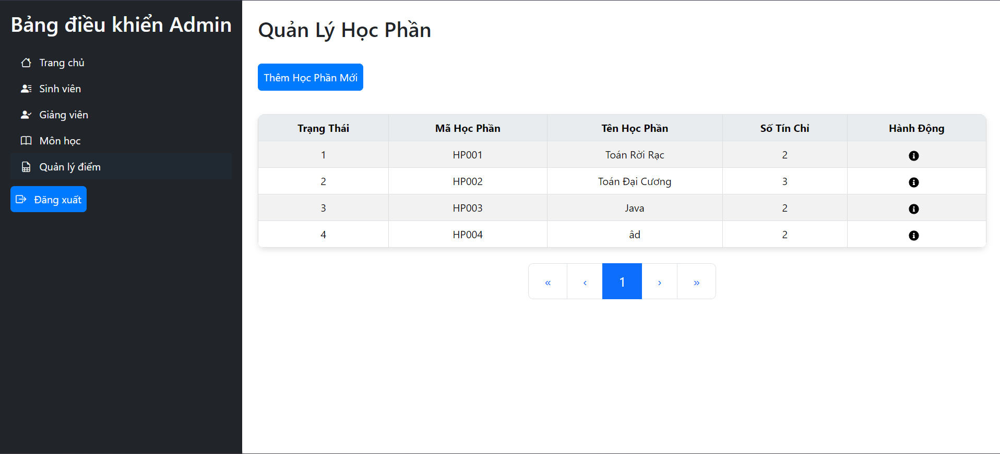 Bảng điều khiển Admin
Trang chủ
Sinh viên
Giảng viên
Môn học
Quản lý điểm
Đăng xuất
Quản Lý Học Phần
Thêm Học Phần Mới
Trạng Thái Mã Học Phần Tên Học Phần Số Tín Chỉ Hành Động
1 HP001 Toán Rời Rạc 2
2 HP002 Toán Đại Cương 3
3 HP003 Java 2
4 HP004 âd 2
« ‹ 1 › »